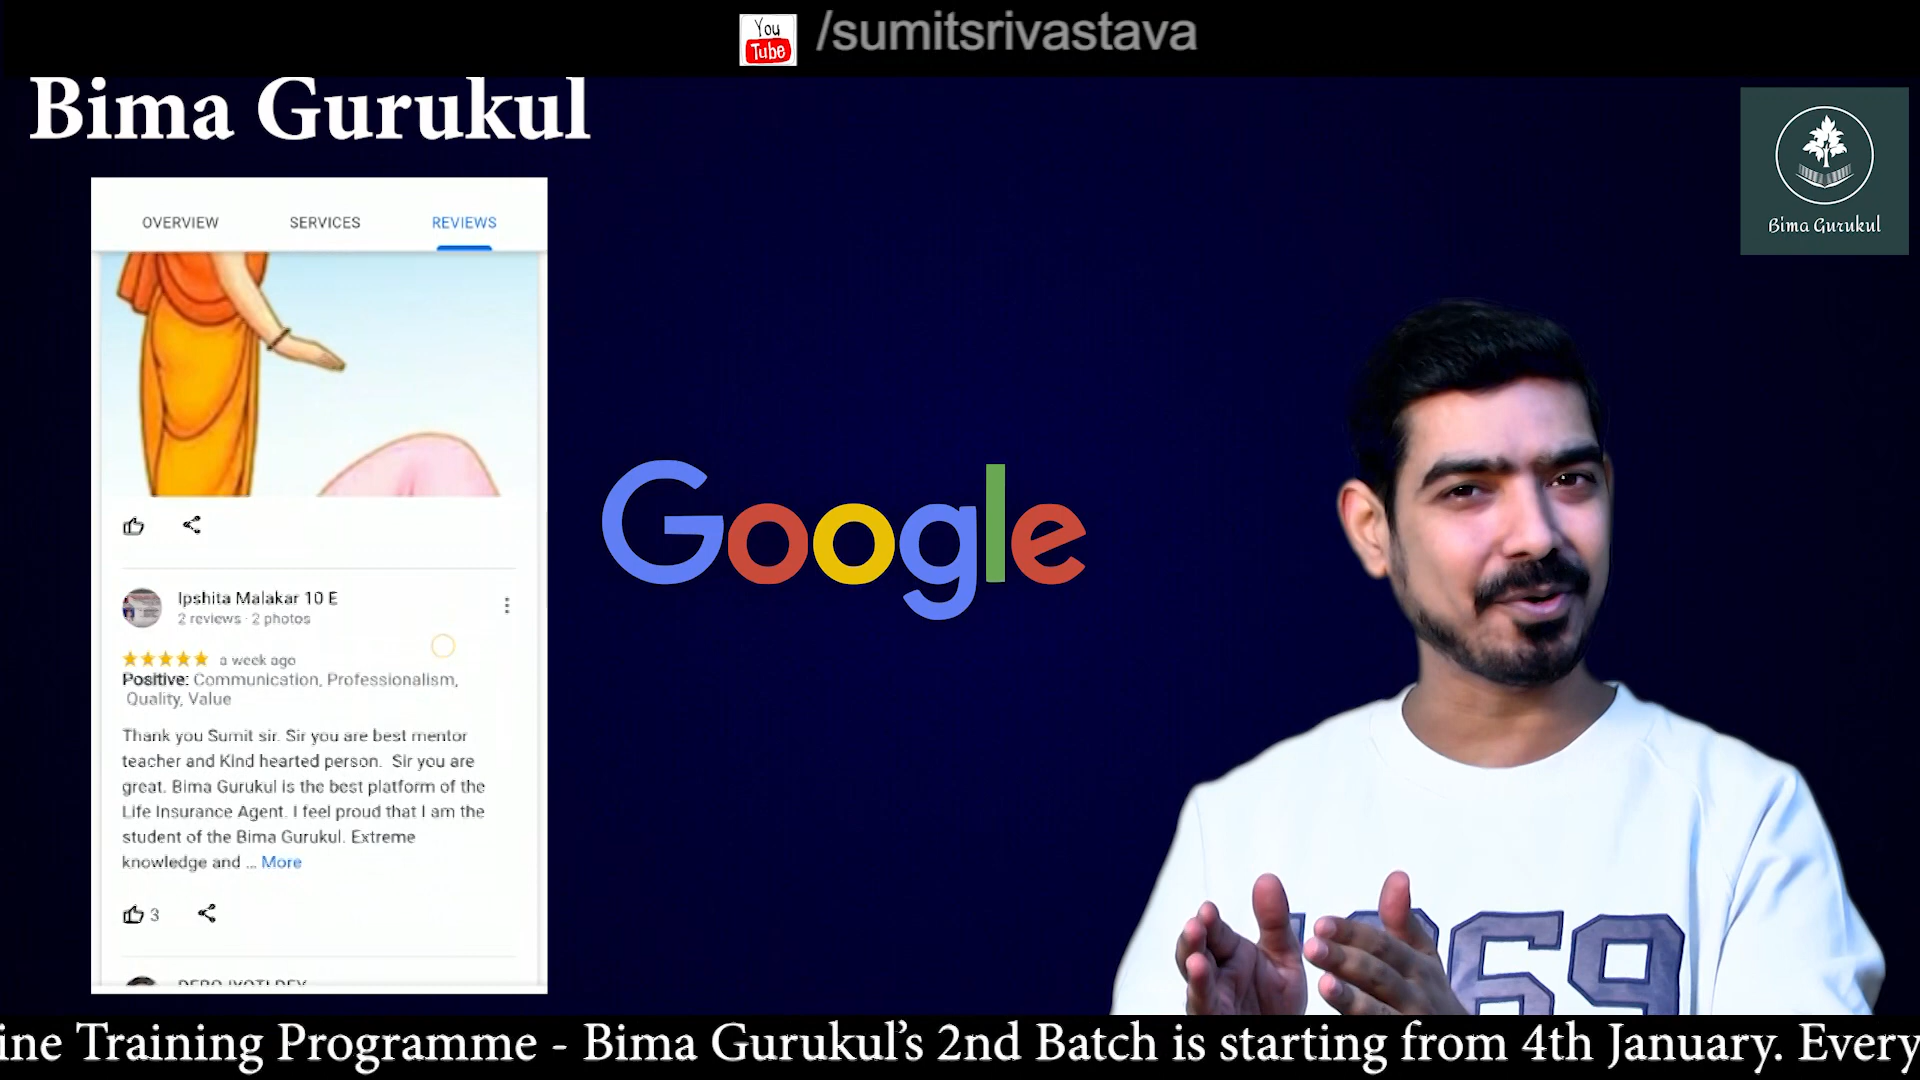 You
Tube
/sumitsrivastava
Bima Gurukul
Bima Gurukul
OVERVIEW SERVICES REVIEWS
Google
Ipshita Malakar 10 E
2 reviews · 2 photos
a week ago
Positive: Communication, Professionalism,
Quality, Value
Thank you Sumit sir. Sir you are best mentor
teacher and Kind hearted person. Sir you are
great. Bima Gurukul is the best platform of the
Life Insurance Agent. I feel proud that I am the
student of the Bima Gurukul. Extreme
knowledge and ... More
3
69
ine Training Programme - Bima Gurukul’s 2nd Batch is starting from 4th January. Every